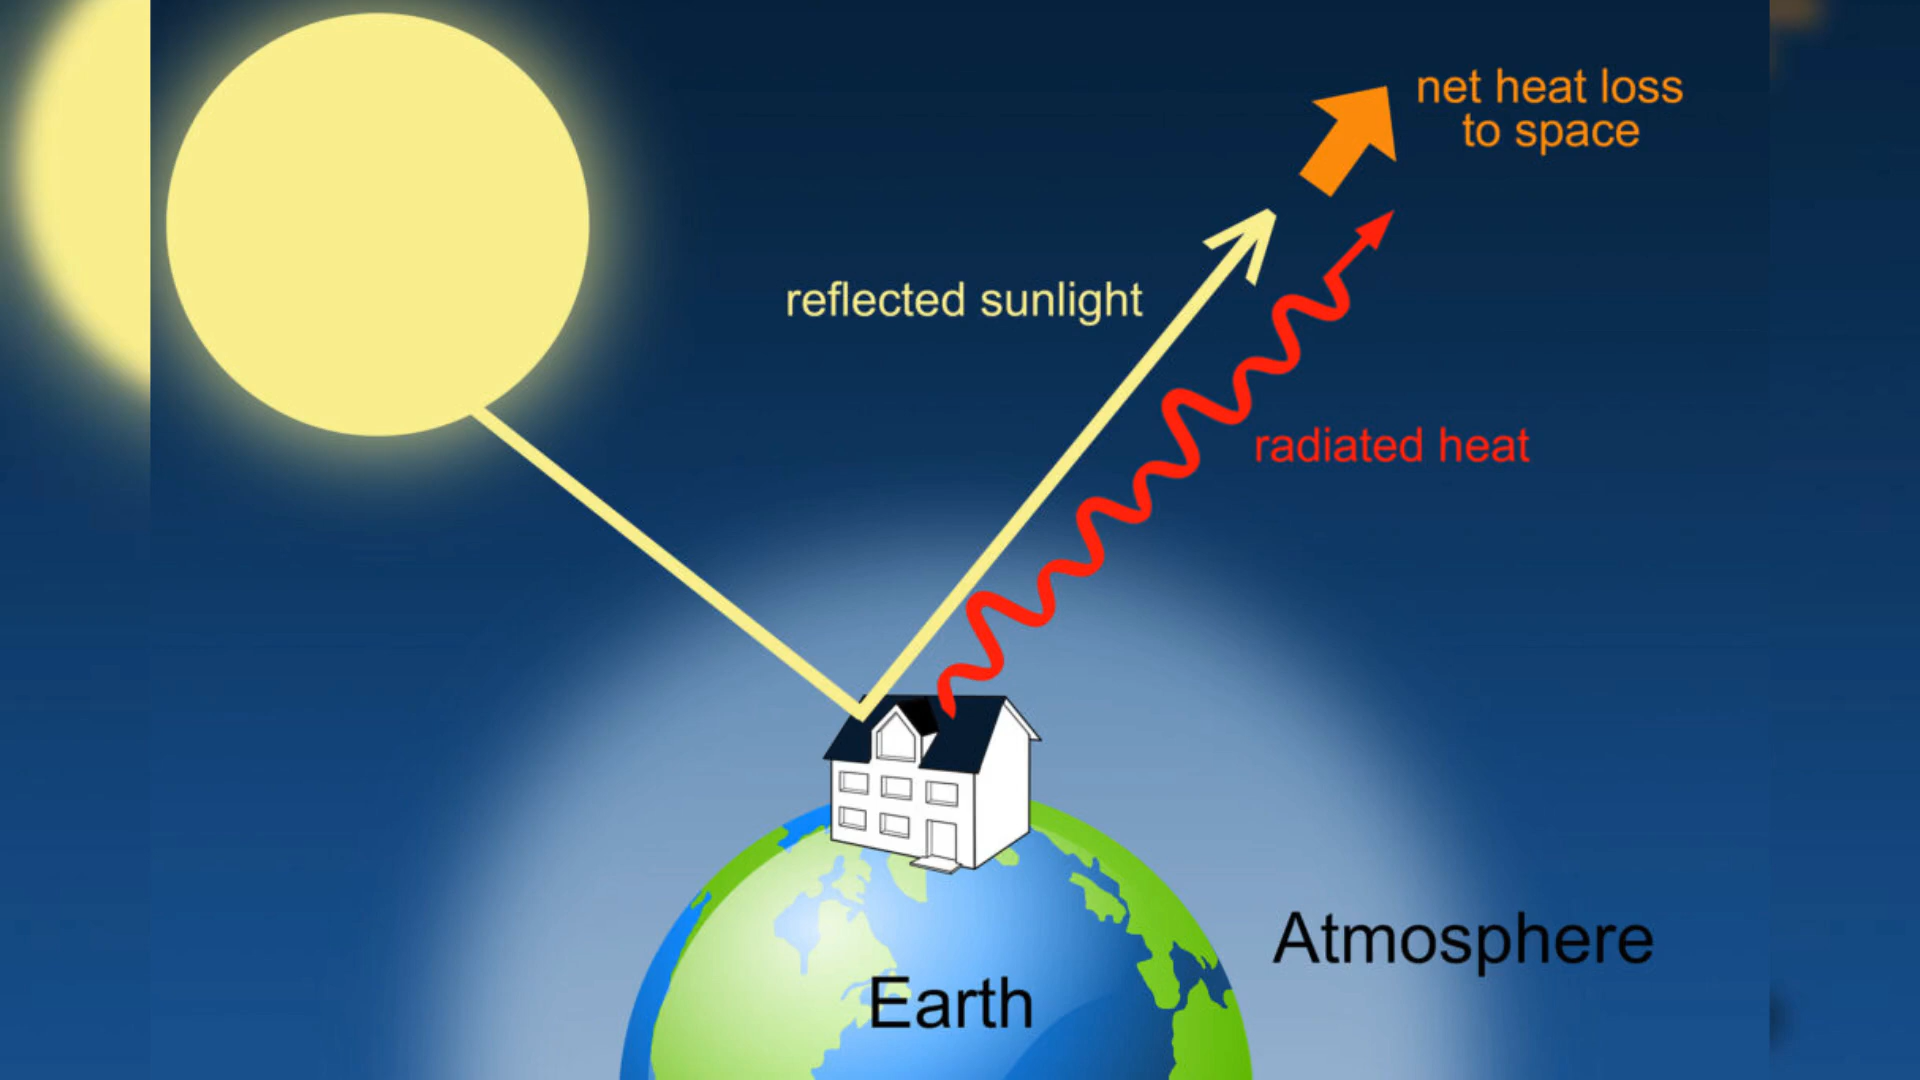 net heat loss
to space
reflected sunlight
radiated heat
Atmosphere
Earth